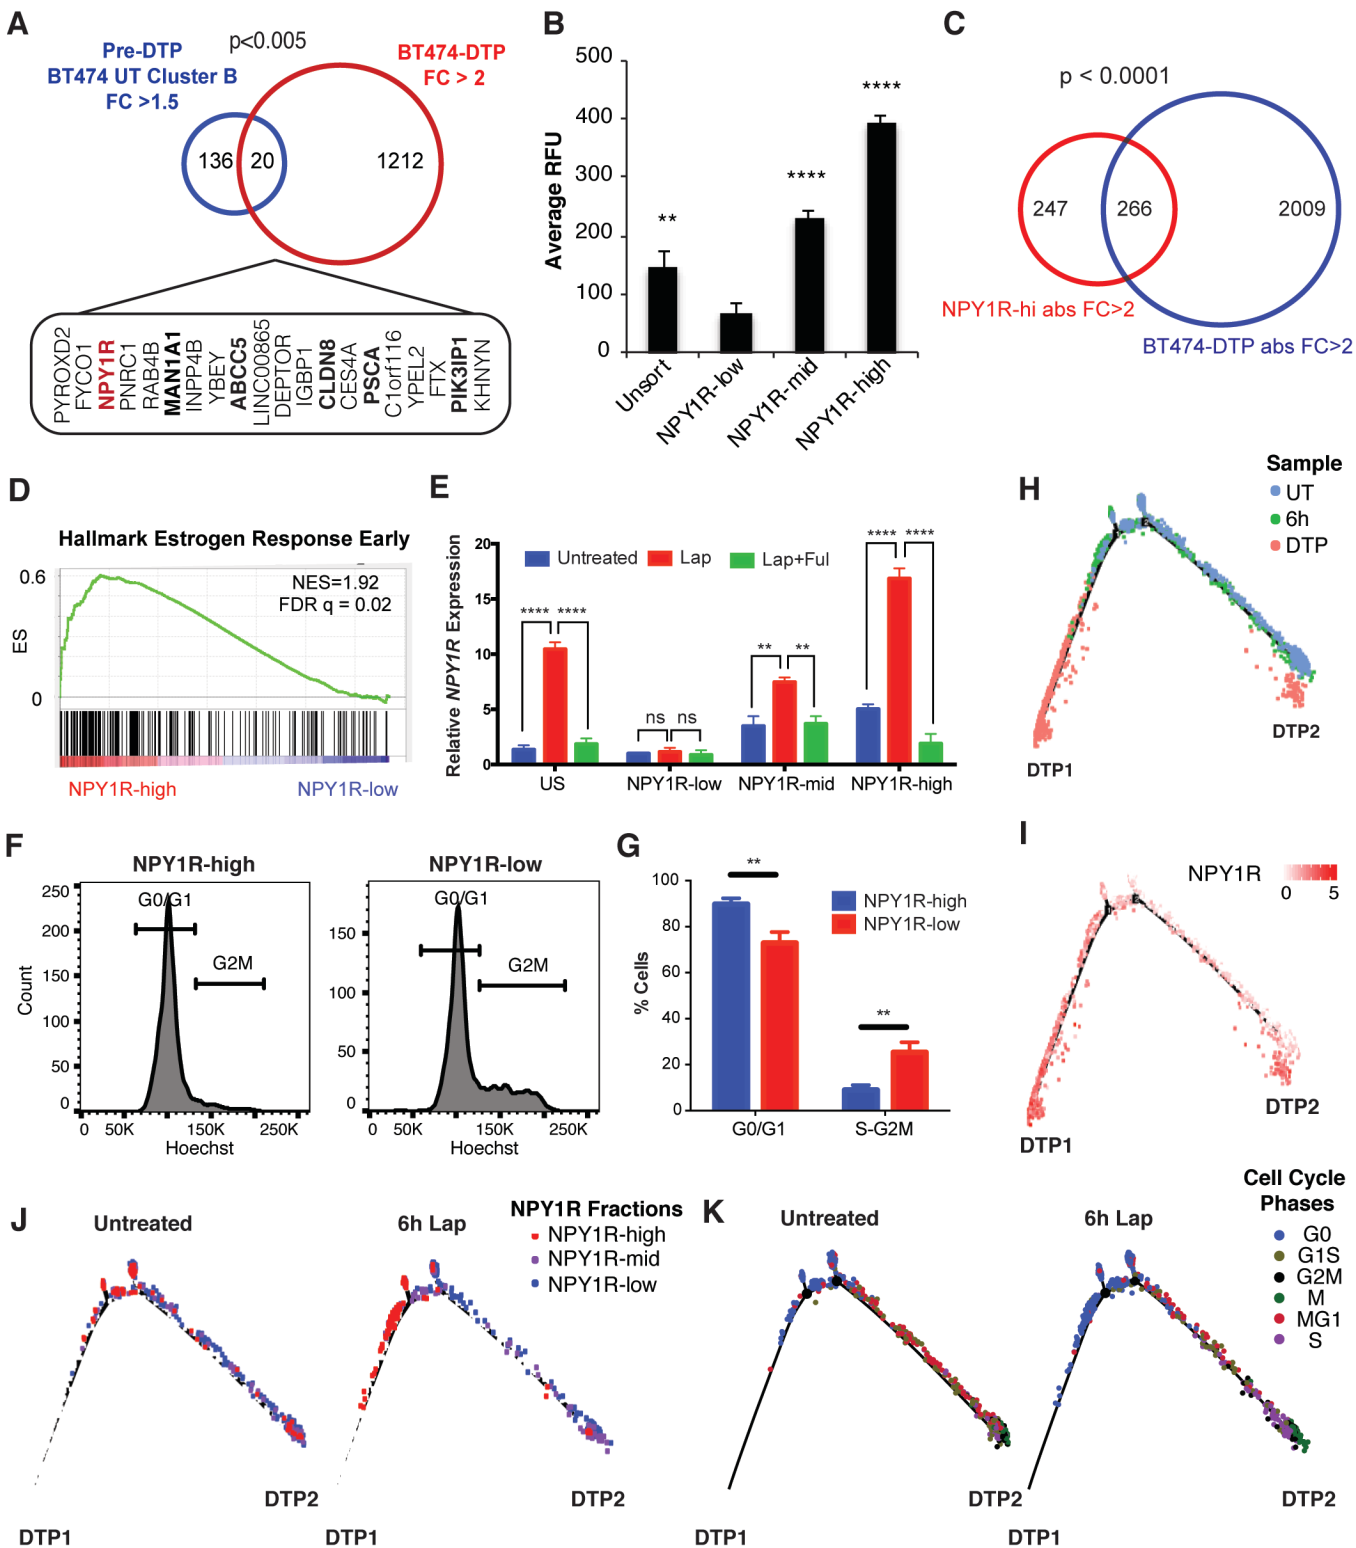 A
Pre-DTP
BT474 UT Cluster B
FC >1.5
p<0.005
BT474-DTP
FC > 2
136
20
1212
PYROXD2
FYCO1
NPY1R
PNRC1
RAB4B
MAN1A1
INPP4B
YBEY
ABCC5
LINC00865
DEPTOR
IGBP1
CLDN8
CES4A
PSCA
C1orf116
YPEL2
FTX
PIK3IP1
KHNYN
B
Average RFU
500
400
300
200
100
0
**
****
****
Unsort
NPY1R-low
NPY1R-mid
NPY1R-high
C
p < 0.0001
247
266
2009
NPY1R-hi abs FC>2
BT474-DTP abs FC>2
D
Hallmark Estrogen Response Early
NES=1.92
FDR q = 0.02
0.6
ES
0
NPY1R-high
NPY1R-low
E
Relative NPY1R Expression
20
15
10
5
0
Untreated
Lap
Lap+Ful
**** ****
ns ns
** **
**** ****
US
NPY1R-low
NPY1R-mid
NPY1R-high
F
NPY1R-high
Count
250
200
150
100
50
0
G0/G1
G2M
0 50K 150K 250K
Hoechst
NPY1R-low
150
100
50
0
G0/G1
G2M
0 50K 150K 250K
Hoechst
G
% Cells
100
80
60
40
20
0
**
**
NPY1R-high
NPY1R-low
G0/G1
S-G2M
H
Sample
UT
6h
DTP
DTP1
DTP2
I
NPY1R
0 5
DTP1
DTP2
J
Untreated
6h Lap
NPY1R Fractions
NPY1R-high
NPY1R-mid
NPY1R-low
DTP2
DTP1
DTP2
DTP1
K
Untreated
6h Lap
Cell Cycle
Phases
G0
G1S
G2M
M
MG1
S
DTP2
DTP1
DTP2
DTP1